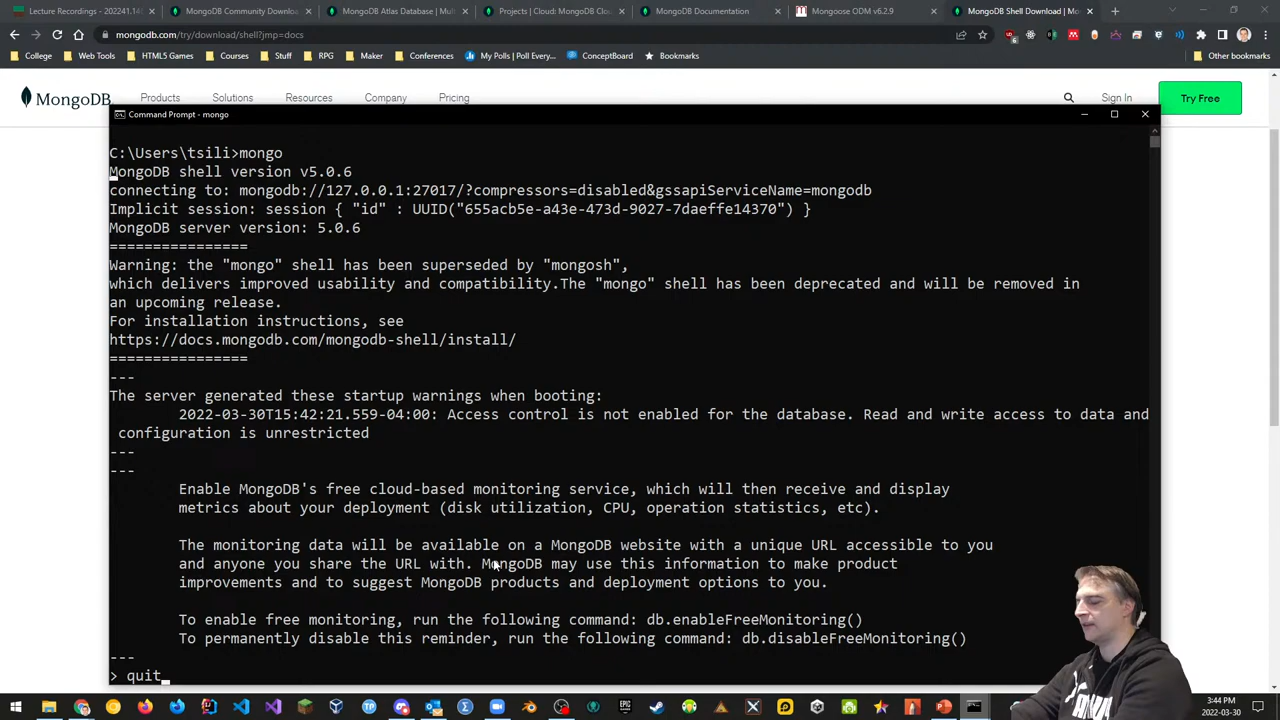 Lecture Recordings - 202241.14
MongoDB Community Downloa
MongoDB Atlas Database | Mul
Projects | Cloud: MongoDB Clo
MongoDB Documentation
Mongoose ODM v6.2.9
MongoDB Shell Download | Mo
mongodb.com/try/download/shell?jmp=docs
College
Web Tools
HTML5 Games
Courses
Stuff
RPG
Maker
Conferences
My Polls | Poll Every...
ConceptBoard
Bookmarks
Other bookmarks
MongoDB.
Products
Solutions
Resources
Company
Pricing
Sign In
Try Free
Command Prompt - mongo
C:\Users\tsili>mongo
MongoDB shell version v5.0.6
connecting to: mongodb://127.0.0.1:27017/?compressors=disabled&gssapiServiceName=mongodb
Implicit session: session { "id" : UUID("655acb5e-a43e-473d-9027-7daeffe14370") }
MongoDB server version: 5.0.6
================
Warning: the "mongo" shell has been superseded by "mongosh",
which delivers improved usability and compatibility.The "mongo" shell has been deprecated and will be removed in
an upcoming release.
For installation instructions, see
https://docs.mongodb.com/mongodb-shell/install/
================
---
The server generated these startup warnings when booting:
2022-03-30T15:42:21.559-04:00: Access control is not enabled for the database. Read and write access to data and
configuration is unrestricted
---
---
Enable MongoDB's free cloud-based monitoring service, which will then receive and display
metrics about your deployment (disk utilization, CPU, operation statistics, etc).
The monitoring data will be available on a MongoDB website with a unique URL accessible to you
and anyone you share the URL with. MongoDB may use this information to make product
improvements and to suggest MongoDB products and deployment options to you.
To enable free monitoring, run the following command: db.enableFreeMonitoring()
To permanently disable this reminder, run the following command: db.disableFreeMonitoring()
---
> quit_
3:44 PM
2022-03-30